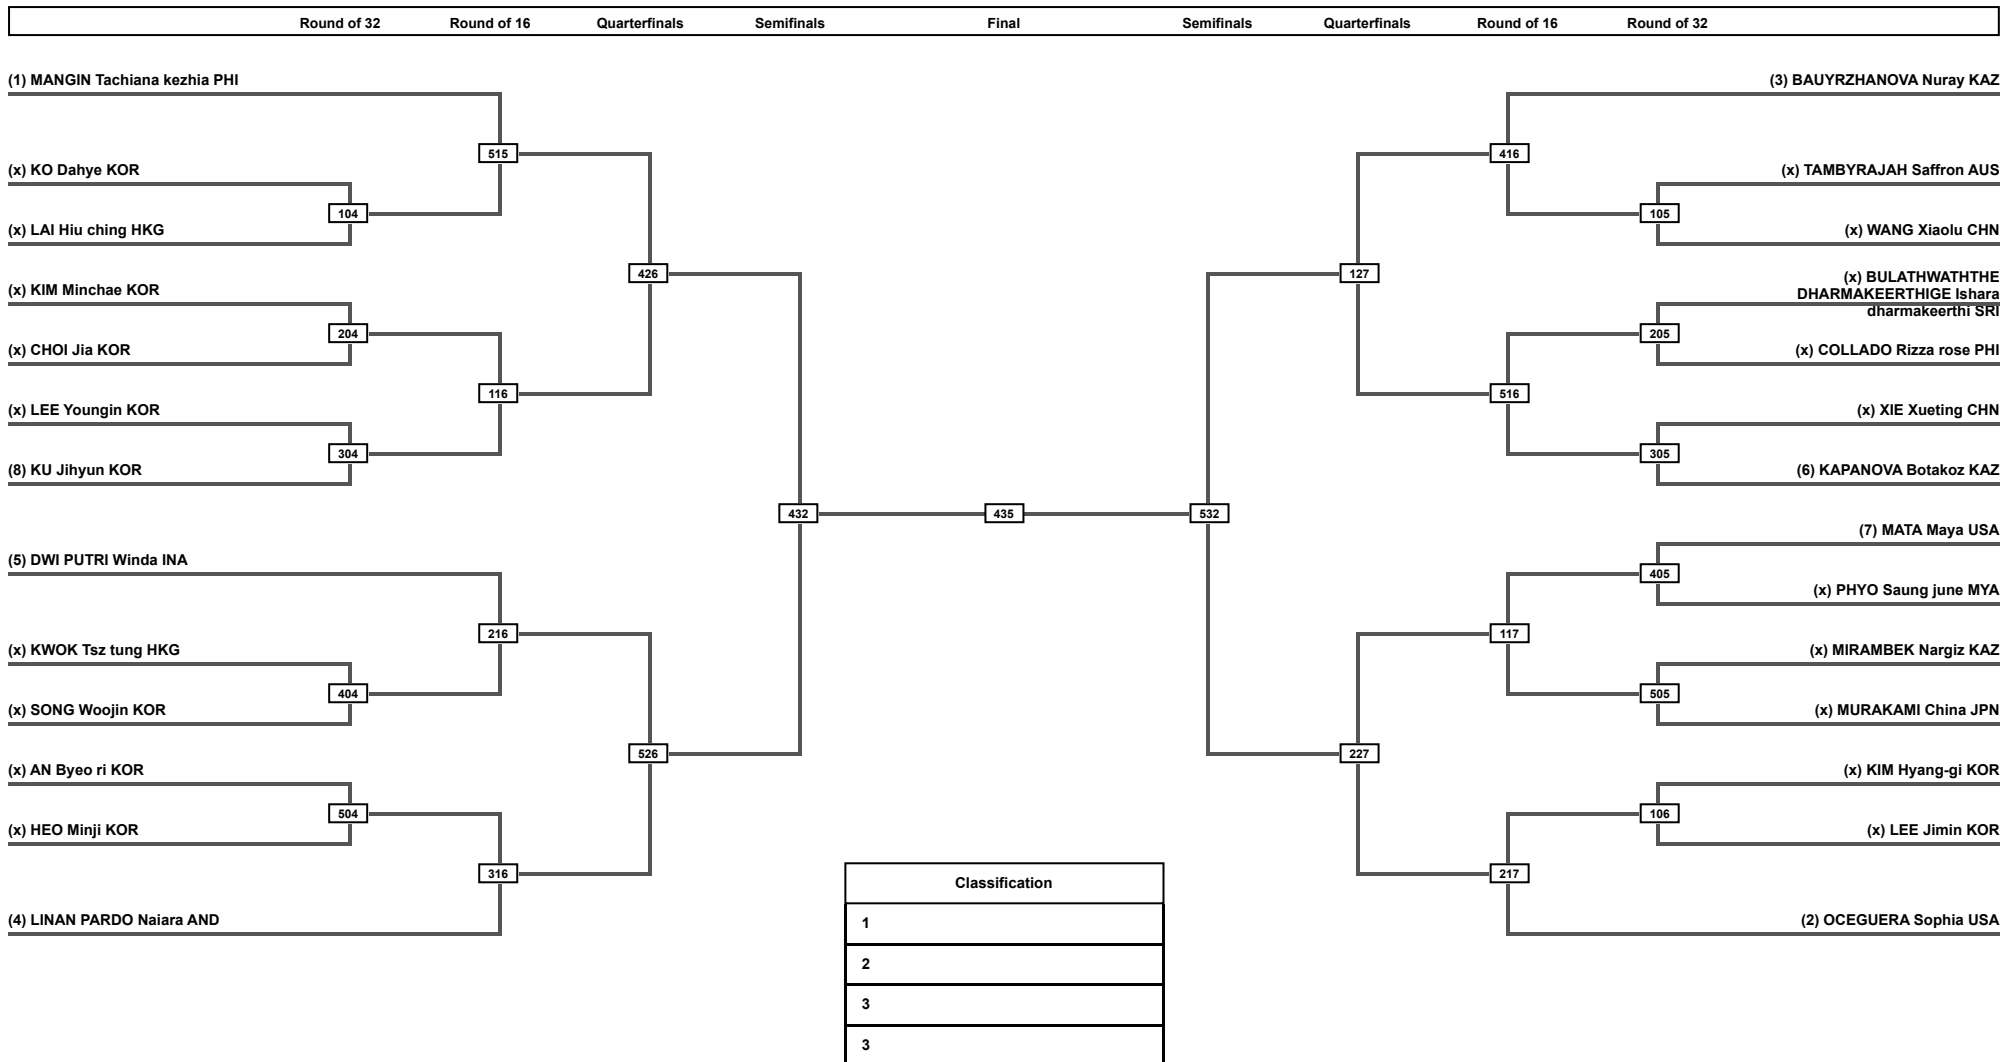 Round of 32 Round of 16 Quarterfinals Semifinals Final Semifinals Quarterfinals Round of 16 Round of 32
(1) MANGIN Tachiana kezhia PHI
(x) KO Dahye KOR
(x) LAI Hiu ching HKG
(x) KIM Minchae KOR
(x) CHOI Jia KOR
(x) LEE Youngin KOR
(8) KU Jihyun KOR
(5) DWI PUTRI Winda INA
(x) KWOK Tsz tung HKG
(x) SONG Woojin KOR
(x) AN Byeo ri KOR
(x) HEO Minji KOR
(4) LINAN PARDO Naiara AND
104
204
304
404
504
515
116
216
316
426
526
432
435
532
127
227
416
516
117
217
105
205
305
405
505
106
(3) BAUYRZHANOVA Nuray KAZ
(x) TAMBYRAJAH Saffron AUS
(x) WANG Xiaolu CHN
(x) BULATHWATHTHE
DHARMAKEERTHIGE Ishara
dharmakeerthi SRI
(x) COLLADO Rizza rose PHI
(x) XIE Xueting CHN
(6) KAPANOVA Botakoz KAZ
(7) MATA Maya USA
(x) PHYO Saung june MYA
(x) MIRAMBEK Nargiz KAZ
(x) MURAKAMI China JPN
(x) KIM Hyang-gi KOR
(x) LEE Jimin KOR
(2) OCEGUERA Sophia USA
Classification
1
2
3
3